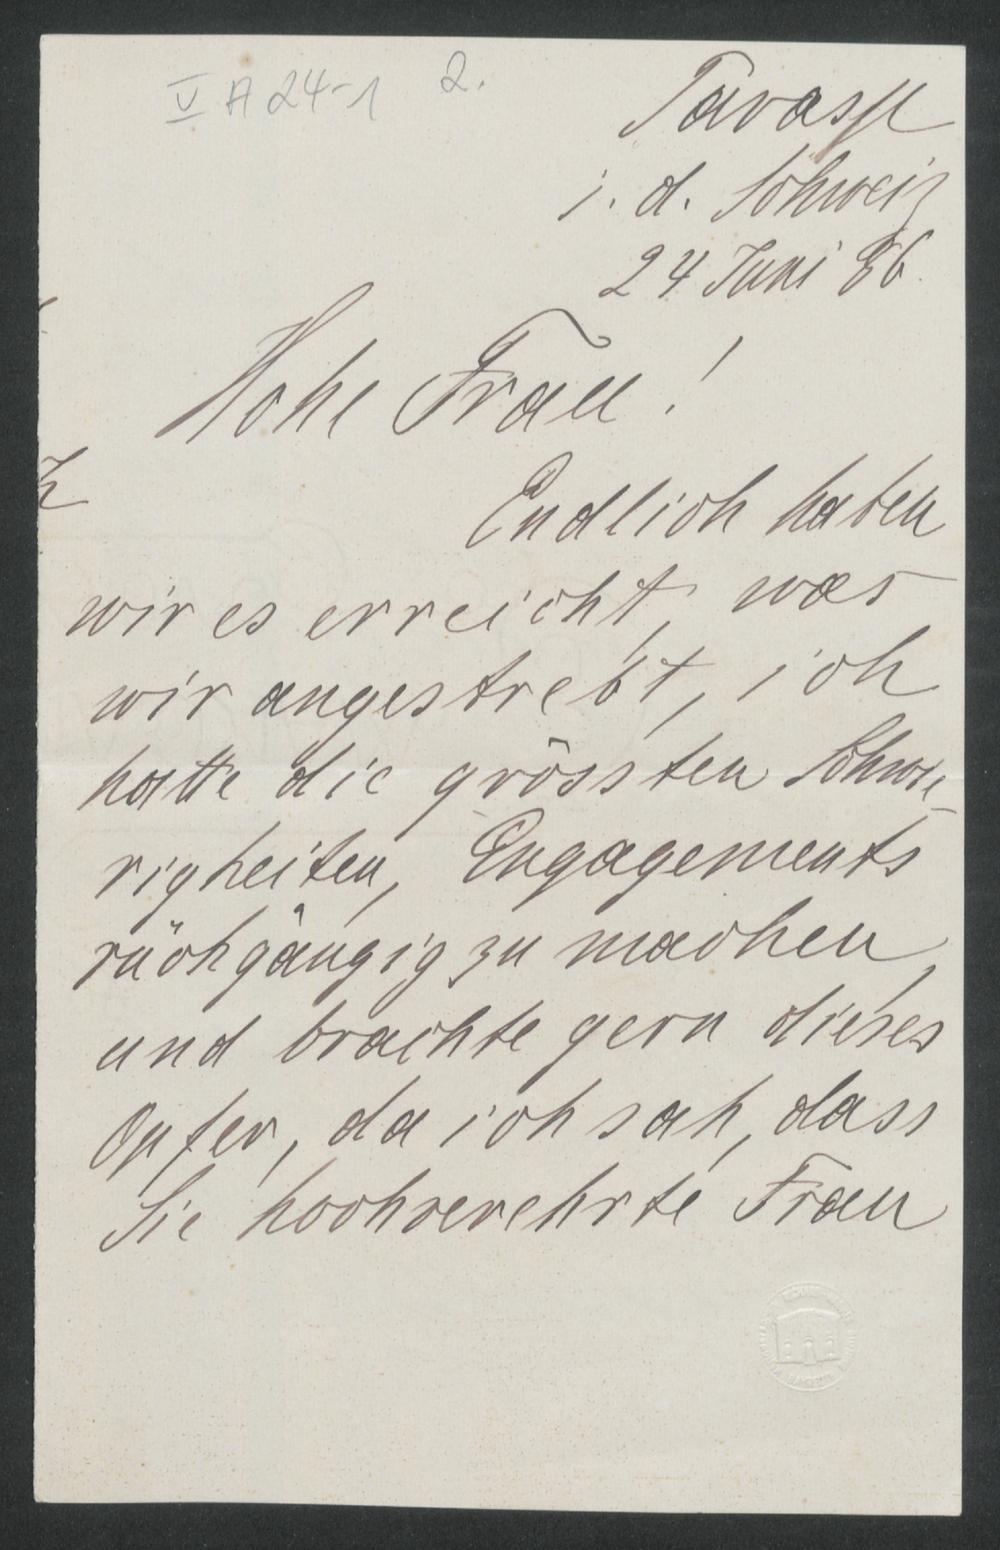 V A 24-1 2.
Tarasp
i. d. Schweiz
24 Juni 86.
Hohe Frau!
Endlich haben
wir es erreicht, was
wir angestrebt, ich
hatte die grössten Schwie-
rigkeiten, Engagements
rückgängig zu machen,
und brachte gern dieses
Opfer, da ich sah, dass
Sie hochverehrte Frau